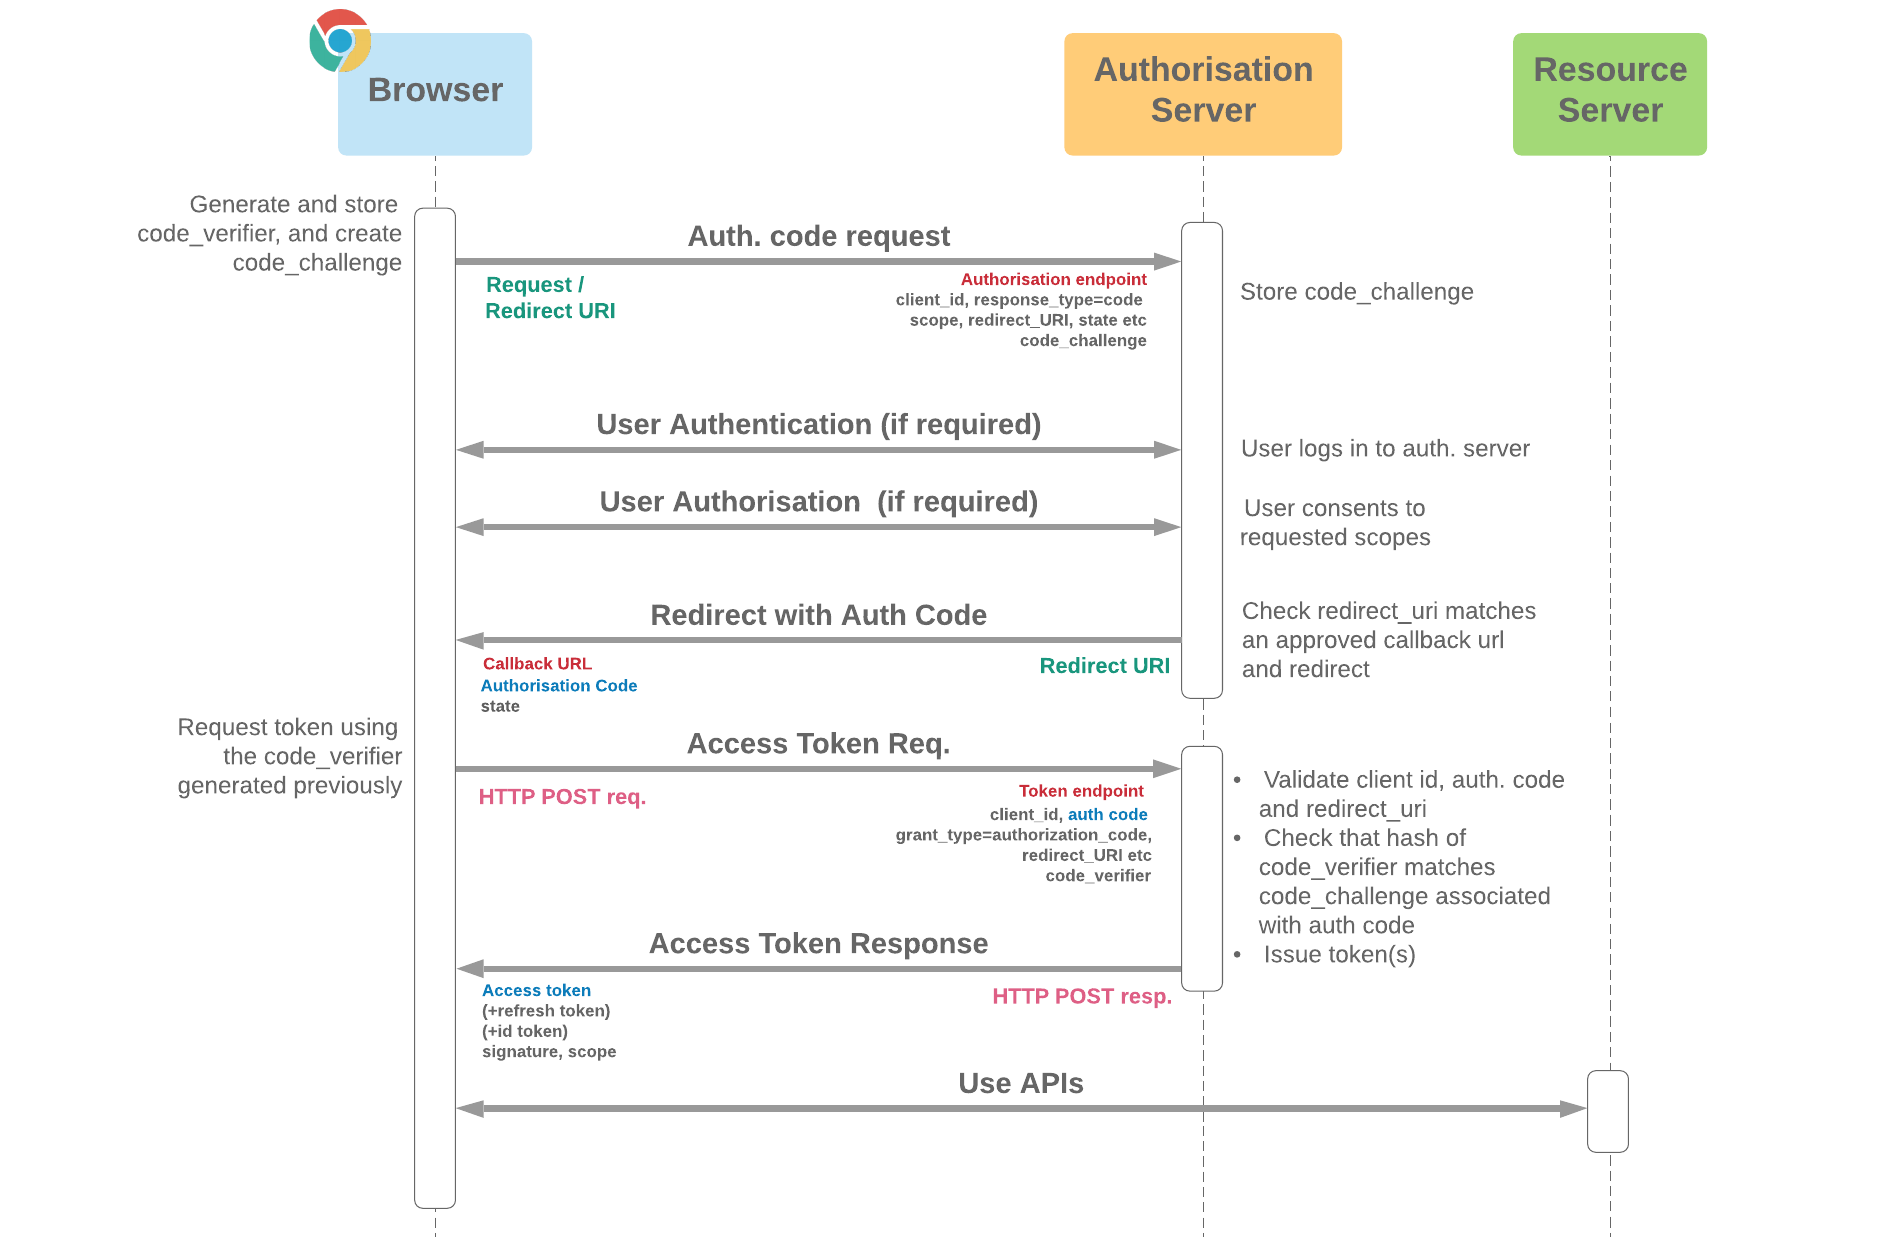 Browser
Authorisation
Server
Resource
Server
Generate and store
code_verifier, and create
code_challenge
Auth. code request
Request /
Redirect URI
Authorisation endpoint
client_id, response_type=code
scope, redirect_URI, state etc
code_challenge
Store code_challenge
User Authentication (if required)
User logs in to auth. server
User Authorisation  (if required)
User consents to
requested scopes
Redirect with Auth Code
Callback URL
Authorisation Code
state
Redirect URI
Check redirect_uri matches
an approved callback url
and redirect
Request token using
the code_verifier
generated previously
Access Token Req.
HTTP POST req.
Token endpoint
client_id, auth code
grant_type=authorization_code,
redirect_URI etc
code_verifier
• Validate client id, auth. code
and redirect_uri
• Check that hash of
code_verifier matches
code_challenge associated
with auth code
• Issue token(s)
Access Token Response
Access token
(+refresh token)
(+id token)
signature, scope
HTTP POST resp.
Use APIs